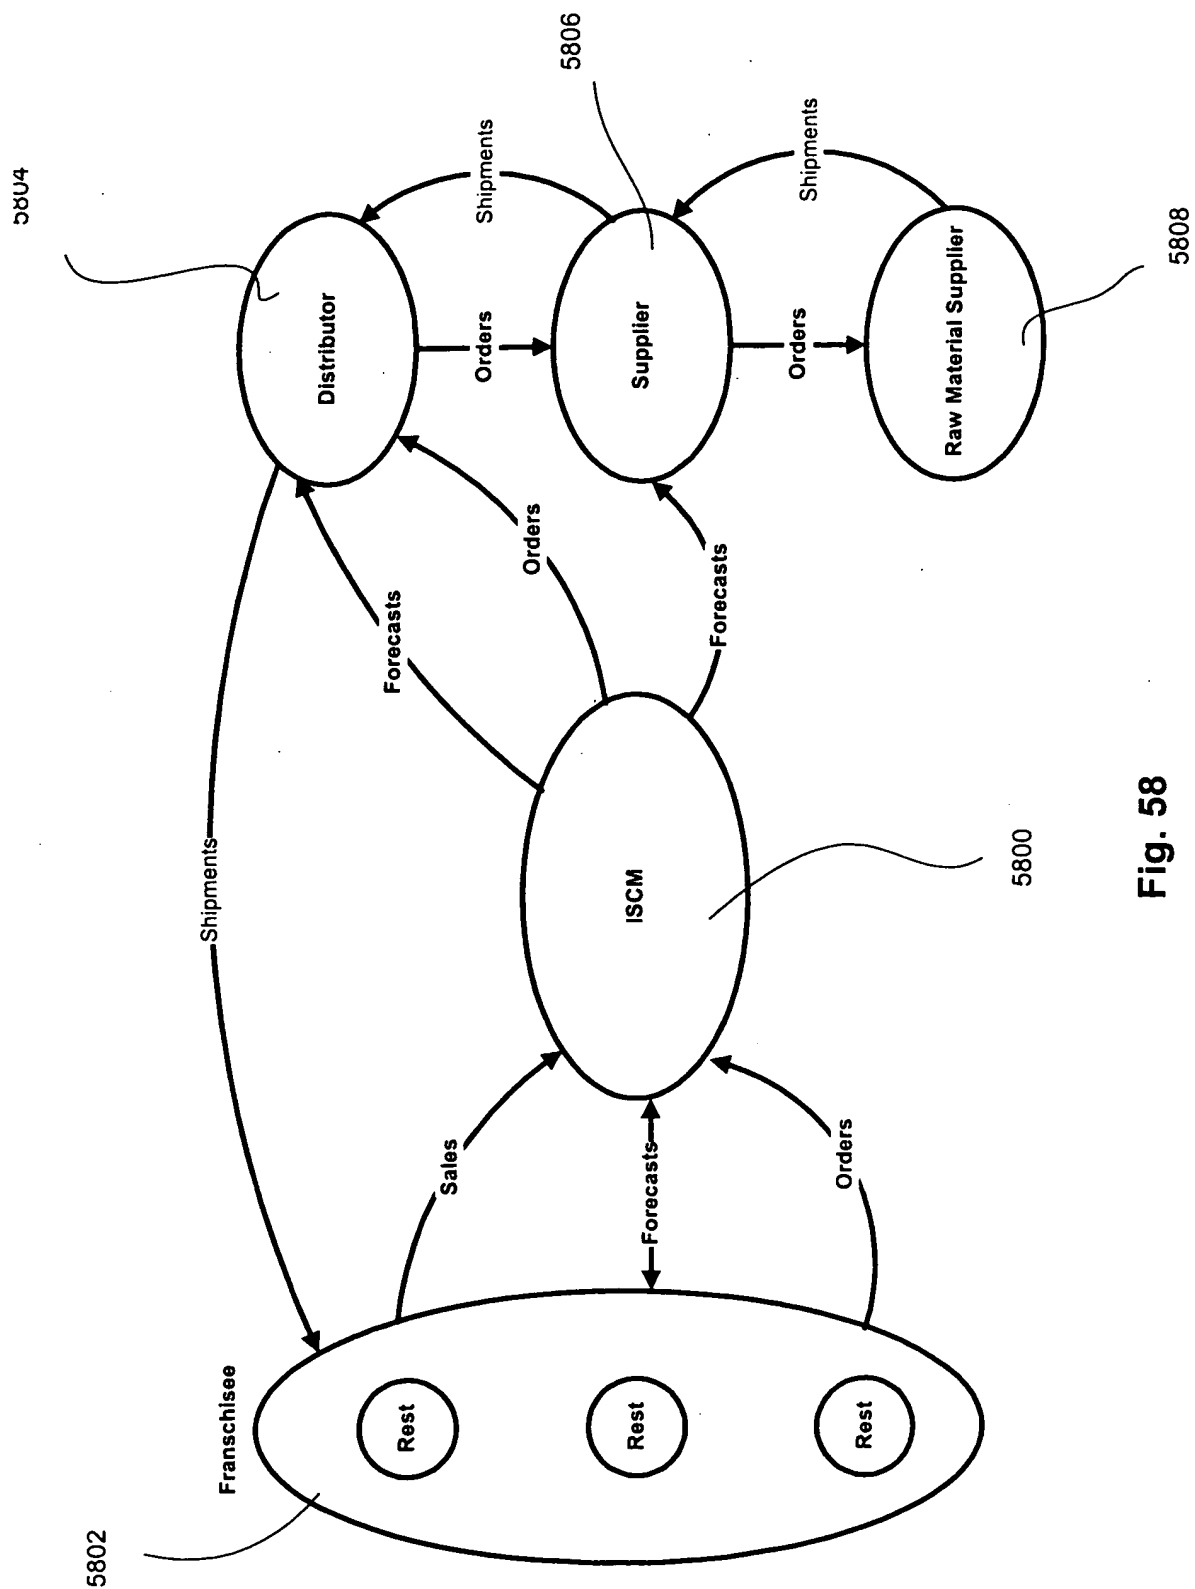 5804
5802
Shipments
Franschisee
Distributor
Forecasts
Rest
Sales
Orders
Shipments
Orders
5806
Rest
Forecasts
ISCM
Supplier
Forecasts
Orders
Shipments
Rest
Orders
Raw Material Supplier
5800
5808
Fig. 58